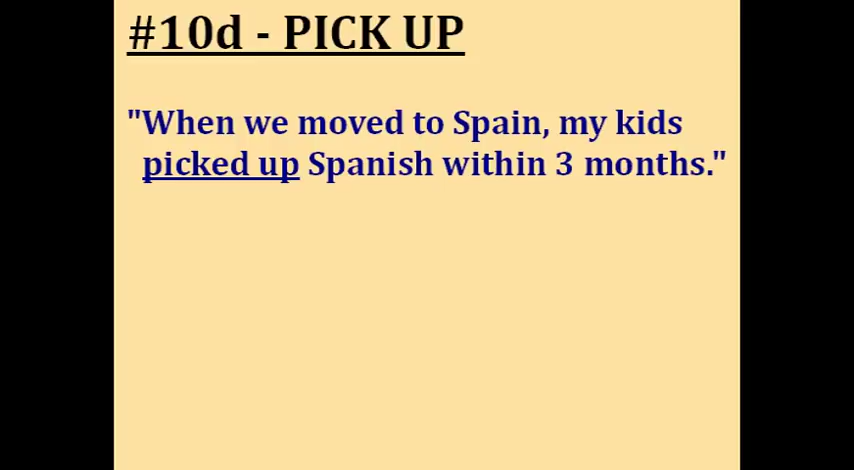 #10d - PICK UP
"When we moved to Spain, my kids
picked up Spanish within 3 months."